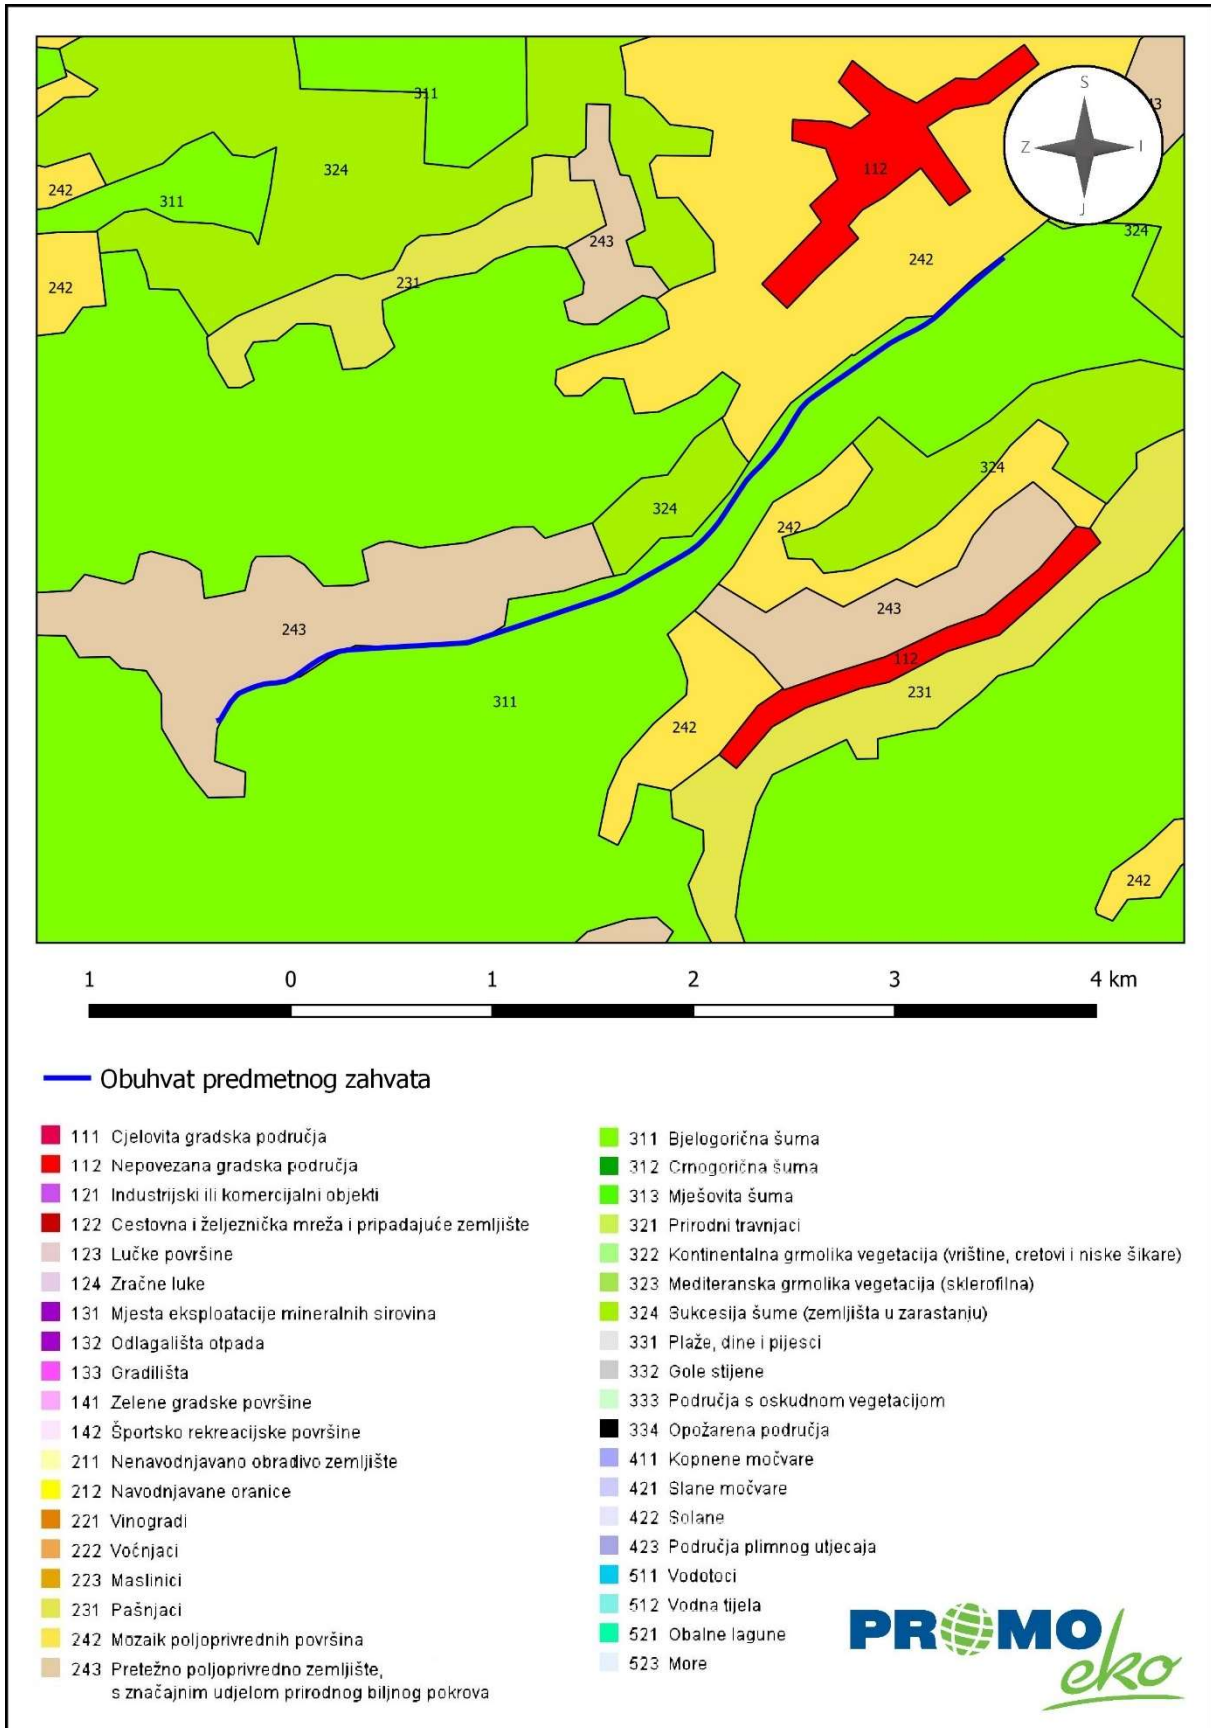 311
S
243
324
112
Z
I
242
311
J
324
243
242
242
231
324
324
242
243
243
112
311
231
242
242
1 0 1 2 3 4 km
Obuhvat predmetnog zahvata
111 Cjelovita gradska područja
112 Nepovezana gradska područja
121 Industrijski ili komercijalni objekti
122 Cestovna i željeznička mreža i pripadajuće zemljište
123 Lučke površine
124 Zračne luke
131 Mjesta eksploatacije mineralnih sirovina
132 Odlagališta otpada
133 Gradilišta
141 Zelene gradske površine
142 Športsko rekreacijske površine
211 Nenavodnjavano obradivo zemljište
212 Navodnjavane oranice
221 Vinogradi
222 Voćnjaci
223 Maslinici
231 Pašnjaci
242 Mozaik poljoprivrednih površina
243 Pretežno poljoprivredno zemljište,
s značajnim udjelom prirodnog biljnog pokrova
311 Bjelogorična šuma
312 Crnogorična šuma
313 Mješovita šuma
321 Prirodni travnjaci
322 Kontinentalna grmolika vegetacija (vrištine, cretovi i niske šikare)
323 Mediteranska grmolika vegetacija (sklerofilna)
324 Sukcesija šume (zemljišta u zarastanju)
331 Plaže, dine i pijesci
332 Gole stijene
333 Područja s oskudnom vegetacijom
334 Opožarena područja
411 Kopnene močvare
421 Slane močvare
422 Solane
423 Područja plimnog utjecaja
511 Vodotoci
512 Vodna tijela
521 Obalne lagune
523 More
PROMO
eko